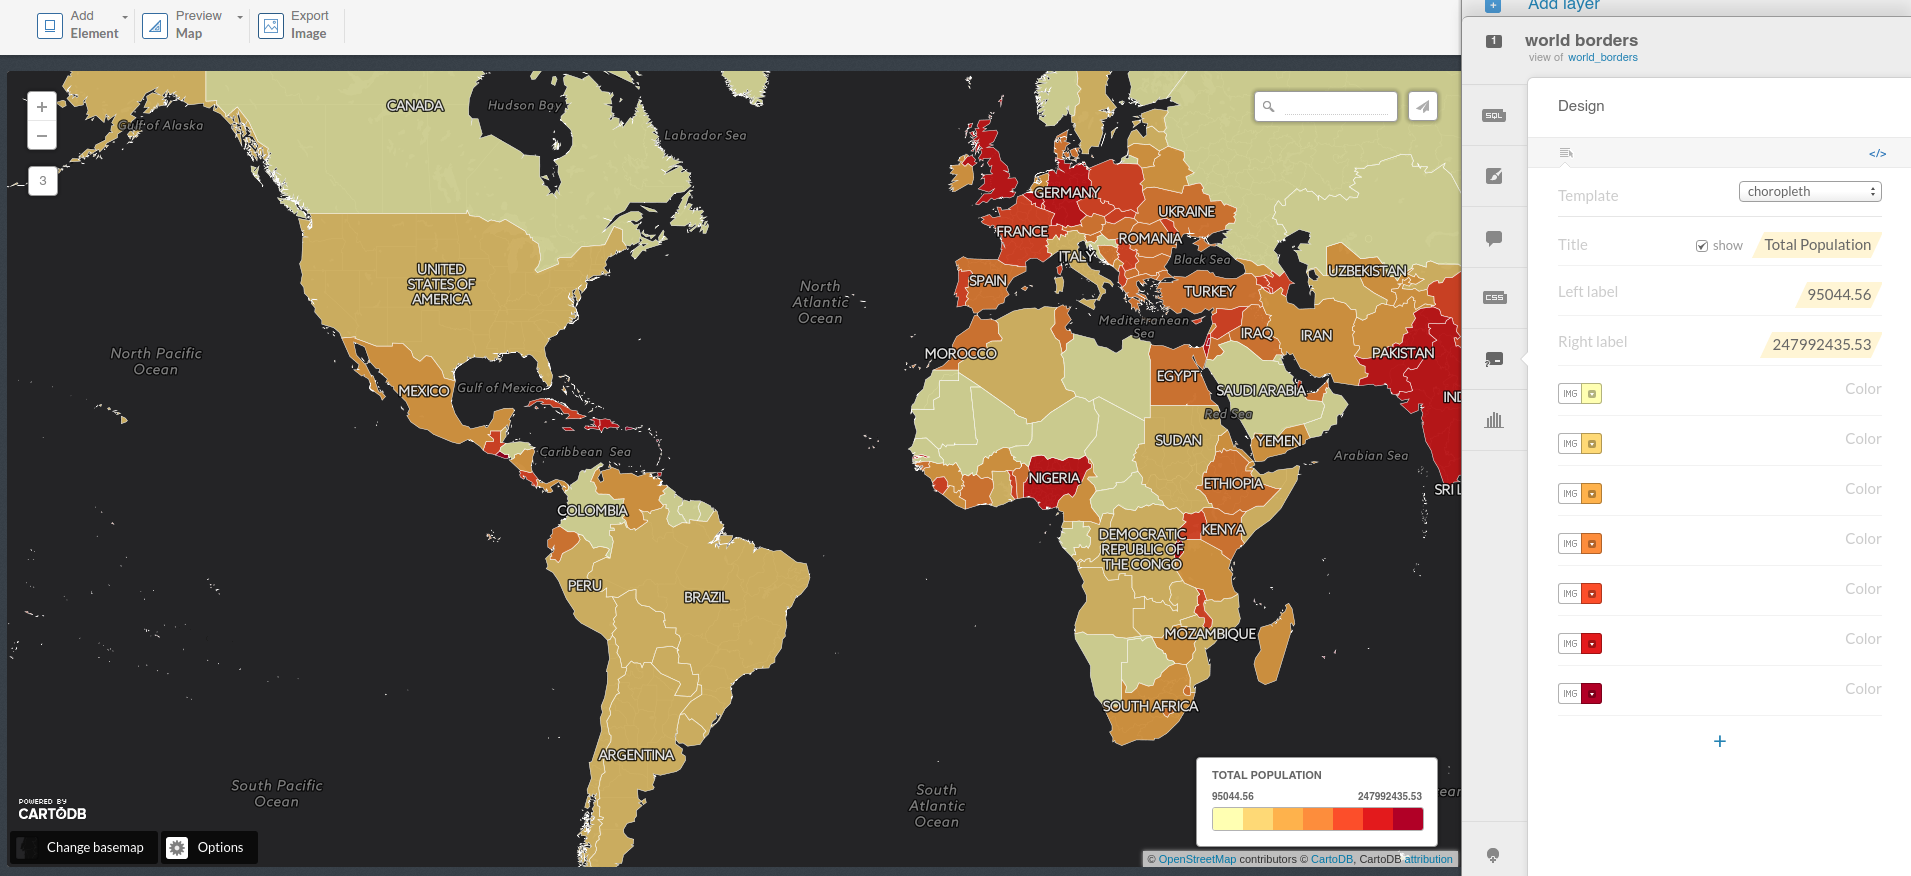 Add
Element
Preview
Map
Export
Image
Add layer
1
world borders
view of world_borders
Design
SQL
</>
CSS
Template
choropleth
Title
show
Total Population
Left label
95044.56
Right label
247992435.53
IMG
Color
IMG
Color
IMG
Color
IMG
Color
IMG
Color
IMG
Color
IMG
Color
+
+
−
3
Gulf of Alaska
CANADA
Hudson Bay
Labrador Sea
UNITED
STATES OF
AMERICA
North
Atlantic
Ocean
North Pacific
Ocean
MEXICO
Gulf of Mexico
Caribbean Sea
COLOMBIA
PERU
BRAZIL
ARGENTINA
South Pacific
Ocean
South
Atlantic
Ocean
GERMANY
UKRAINE
FRANCE
ROMANIA
ITALY
Black Sea
UZBEKISTAN
SPAIN
TURKEY
Mediterranean
Sea
IRAQ
IRAN
MOROCCO
PAKISTAN
EGYPT
SAUDI ARABIA
IND
Red Sea
SUDAN
YEMEN
Arabian Sea
NIGERIA
ETHIOPIA
SRI L
KENYA
DEMOCRATIC
REPUBLIC OF
THE CONGO
MOZAMBIQUE
SOUTH AFRICA
TOTAL POPULATION
95044.56
247992435.53
POWERED BY
CARTODB
Change basemap
Options
© OpenStreetMap contributors © CartoDB, CartoDB attribution